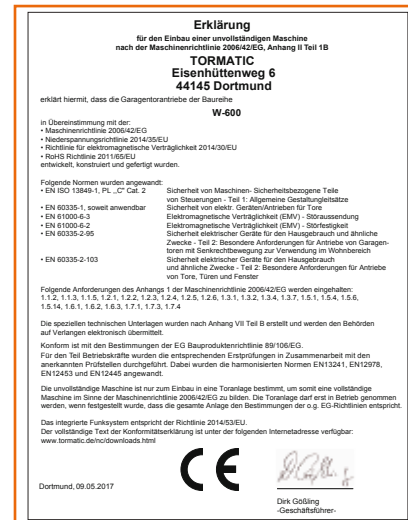 Erklärung
für den Einbau einer unvollständigen Maschine
nach der Maschinenrichtlinie 2006/42/EG, Anhang II Teil 1B
TORMATIC
Eisenhüttenweg 6
44145 Dortmund
erklärt hiermit, dass die Garagentorantriebe der Baureihe
W-600
in Übereinstimmung mit der:
• Maschinenrichtlinie 2006/42/EG
• Niederspannungsrichtlinie 2014/35/EU
• Richtlinie für elektromagnetische Verträglichkeit 2014/30/EU
• RoHS Richtlinie 2011/65/EU
entwickelt, konstruiert und gefertigt wurden.
Folgende Normen wurden angewandt:
• EN ISO 13849-1, PL „C“ Cat. 2 Sicherheit von Maschinen- Sicherheitsbezogene Teile
von Steuerungen - Teil 1: Allgemeine Gestaltungleitsätze
• EN 60335-1, soweit anwendbar Sicherheit von elektr. Geräten/Antrieben für Tore
• EN 61000-6-3 Elektromagnetische Verträglichkeit (EMV) - Störaussendung
• EN 61000-6-2 Elektromagnetische Verträglichkeit (EMV) - Störfestigkeit
• EN 60335-2-95 Sicherheit elektrischer Geräte für den Hausgebrauch und ähnliche
Zwecke - Teil 2: Besondere Anforderungen für Antriebe von Garagen-
toren mit Senkrechtbewegung zur Verwendung im Wohnbereich
• EN 60335-2-103 Sicherheit elektrischer Geräte für den Hausgebrauch
und ähnliche Zwecke - Teil 2: Besondere Anforderungen für Antriebe
von Tore, Türen und Fenster
Folgende Anforderungen des Anhangs 1 der Maschinenrichtlinie 2006/42/EG werden eingehalten:
1.1.2, 1.1.3, 1.1.5, 1.2.1, 1.2.2, 1.2.3, 1.2.4, 1.2.5, 1.2.6, 1.3.1, 1.3.2, 1.3.4, 1.3.7, 1.5.1, 1.5.4, 1.5.6,
1.5.14, 1.6.1, 1.6.2, 1.6.3, 1.7.1, 1.7.3, 1.7.4
Die speziellen technischen Unterlagen wurden nach Anhang VII Teil B erstellt und werden den Behörden
auf Verlangen elektronisch übermittelt.
Konform ist mit den Bestimmungen der EG Bauproduktenrichlinie 89/106/EG.
Für den Teil Betriebskräfte wurden die entsprechenden Erstprüfungen in Zusammenarbeit mit den
anerkannten Prüfstellen durchgeführt. Dabei wurden die harmonisierten Normen EN13241, EN12978,
EN12453 und EN12445 angewandt.
Die unvollständige Maschine ist nur zum Einbau in eine Toranlage bestimmt, um somit eine vollständige
Maschine im Sinne der Maschinenrichtlinie 2006/42/EG zu bilden. Die Toranlage darf erst in Betrieb genommen
werden, wenn festgestellt wurde, dass die gesamte Anlage den Bestimmungen der o.g. EG-Richtlinien entspricht.
Das integrierte Funksystem entspricht der Richtlinie 2014/53/EU.
Der vollständige Text der Konformitätserklärung ist unter der folgenden Internetadresse verfügbar:
www.tormatic.de/nc/downloads.html
CE
Dortmund, 09.05.2017
Dirk Gößling
-Geschäftsführer-